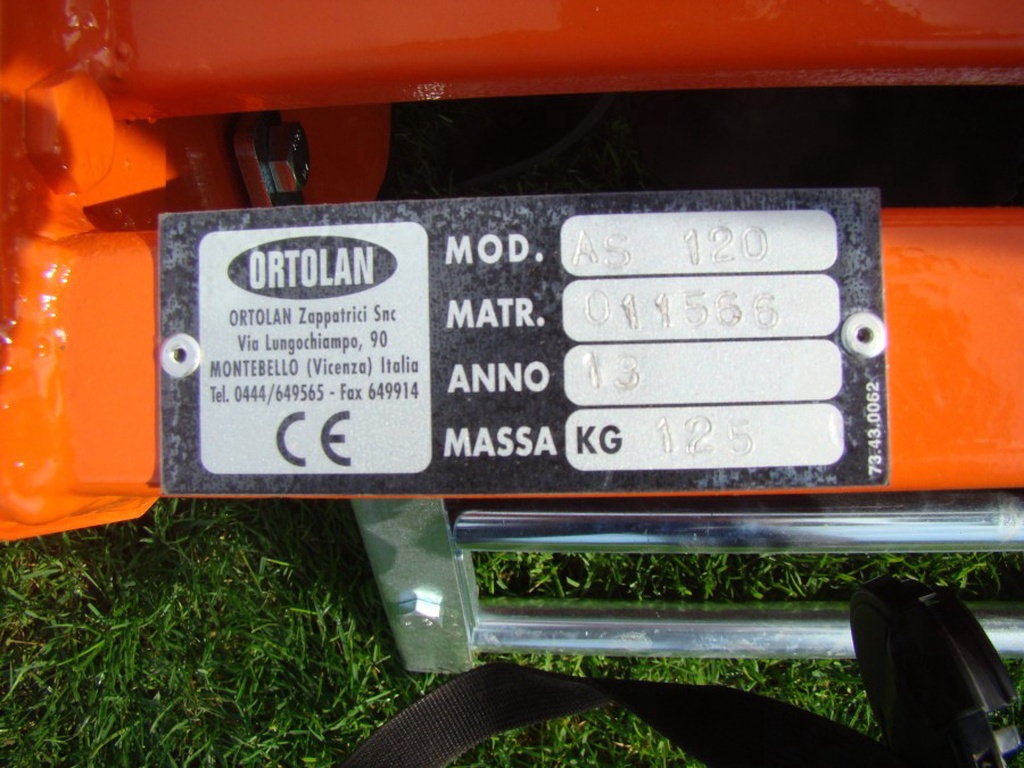 ORTOLAN
ORTOLAN Zappatrici Snc
Via Lungochiampo, 90
MONTEBELLO (Vicenza) Italia
Tel. 0444/649565 - Fax 649914
CE
MOD. AS 120
MATR. 011566
ANNO 13
MASSA KG 125
73.43.0062